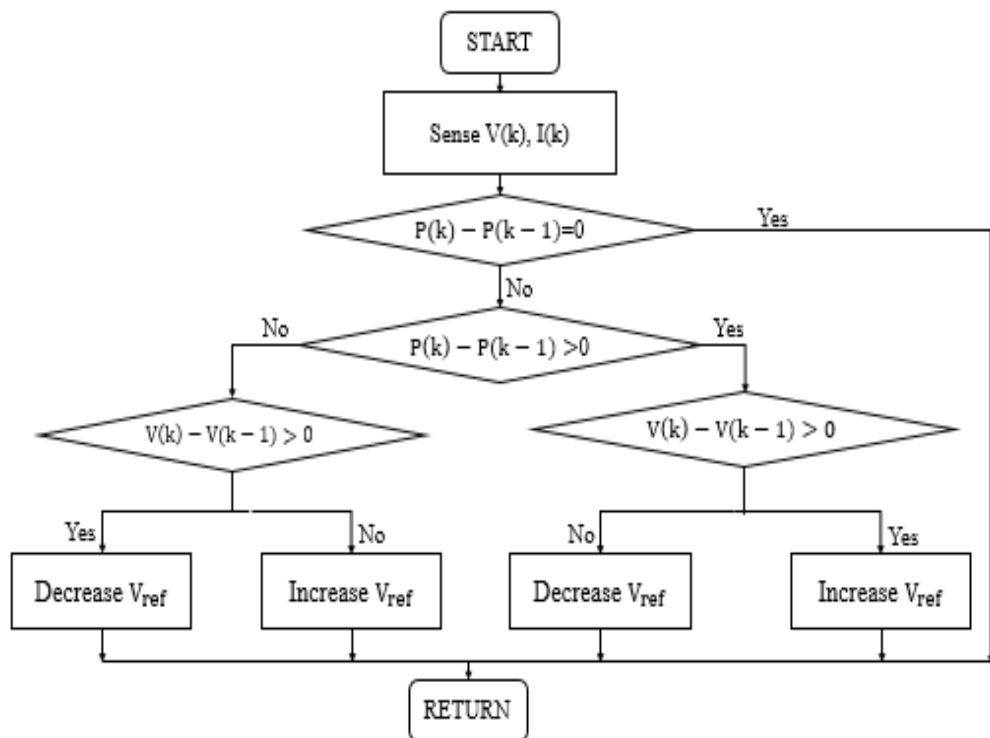 START
Sense V(k), I(k)
P(k) − P(k − 1)=0
Yes
No
P(k) − P(k − 1) >0
No
Yes
V(k) − V(k − 1) > 0
V(k) − V(k − 1) > 0
Yes
No
No
Yes
Decrease Vref
Increase Vref
Decrease Vref
Increase Vref
RETURN